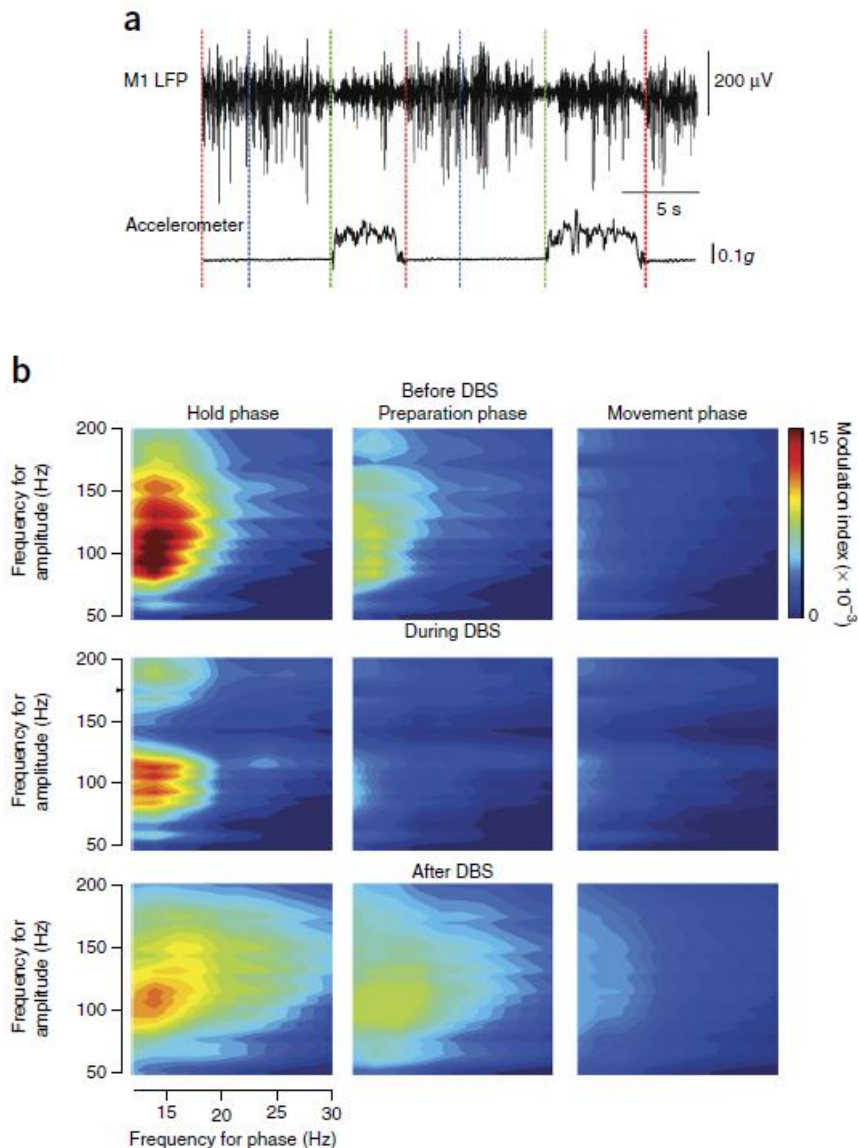 a
M1 LFP
200 µV
5 s
Accelerometer
0.1g
b
Before DBS
Hold phase Preparation phase Movement phase
Frequency for
amplitude (Hz)
200
150
100
50
15
0
Modulation index (× 10⁻³)
During DBS
Frequency for
amplitude (Hz)
200
150
100
50
After DBS
Frequency for
amplitude (Hz)
200
150
100
50
15 20 25 30
Frequency for phase (Hz)